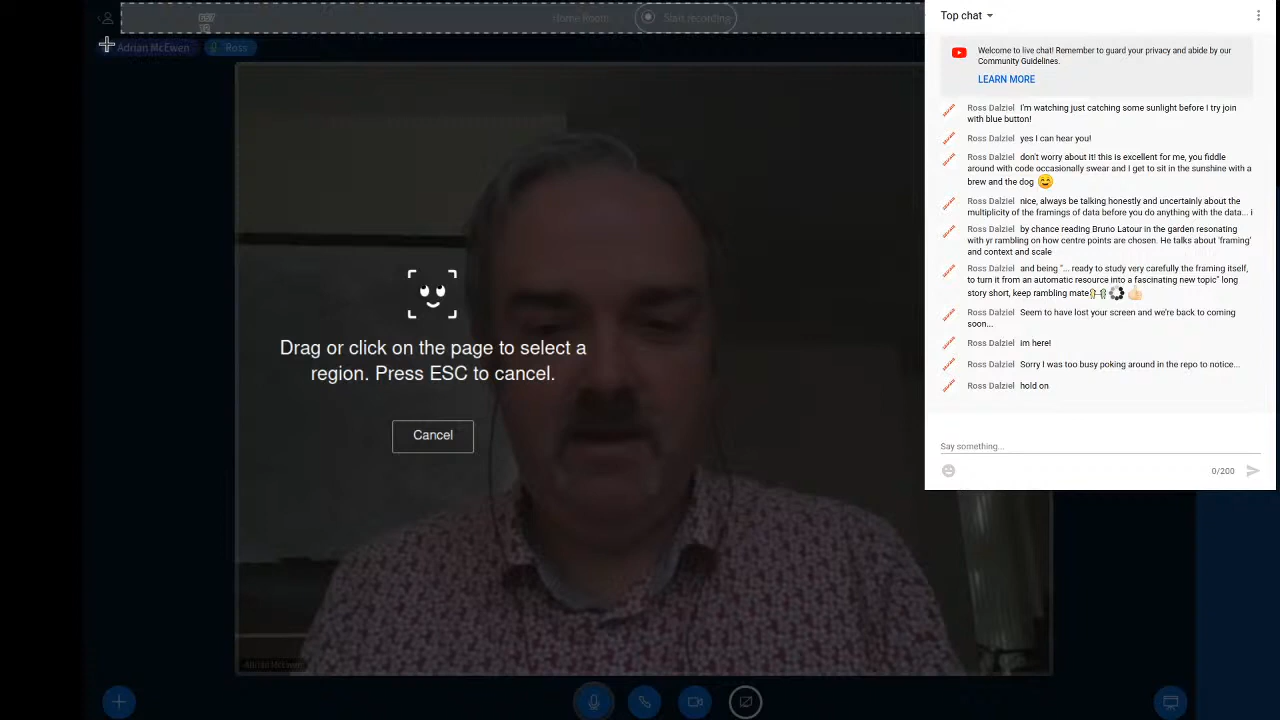 Home Room
Start recording
Adrian McEwen
Ross
Drag or click on the page to select a
region. Press ESC to cancel.
Cancel
Adrian McEwen
Top chat
Welcome to live chat! Remember to guard your privacy and abide by our
Community Guidelines.
LEARN MORE
Ross Dalziel I'm watching just catching some sunlight before I try join
with blue button!
Ross Dalziel yes I can hear you!
Ross Dalziel don't worry about it! this is excellent for me, you fiddle
around with code occasionally swear and I get to sit in the sunshine with a
brew and the dog 😊
Ross Dalziel nice, always be talking honestly and uncertainly about the
multiplicity of the framings of data before you do anything with the data... i
Ross Dalziel by chance reading Bruno Latour in the garden resonating
with yr rambling on how centre points are chosen. He talks about 'framing'
and context and scale
Ross Dalziel and being "... ready to study very carefully the framing itself,
to turn it from an automatic resource into a fascinating new topic" long
story short, keep rambling mate
Ross Dalziel Seem to have lost your screen and we're back to coming
soon...
Ross Dalziel im here!
Ross Dalziel Sorry I was too busy poking around in the repo to notice...
Ross Dalziel hold on
Say something...
0/200